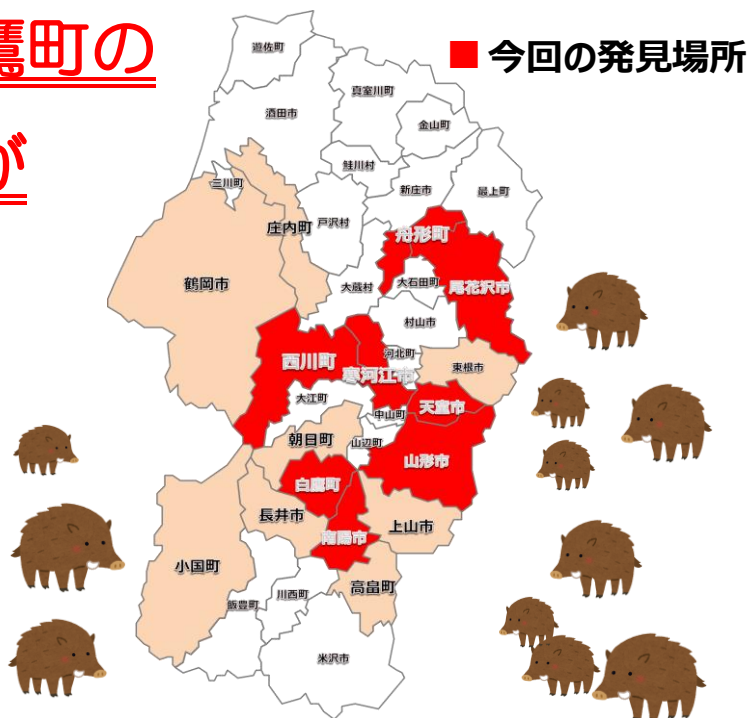 鷹町の
が
■ 今回の発見場所
遊佐町
真室川町
酒田市
金山町
鮭川村
三川町
新庄市
最上町
戸沢村
庄内町
舟形町
鶴岡市
大蔵村
大石田町
尾花沢市
村山市
河北町
西川町
寒河江市
東根市
大江町
中山町
天童市
朝日町
山辺町
山形市
白鷹町
長井市
上山市
南陽市
小国町
高畠町
飯豊町
川西町
米沢市